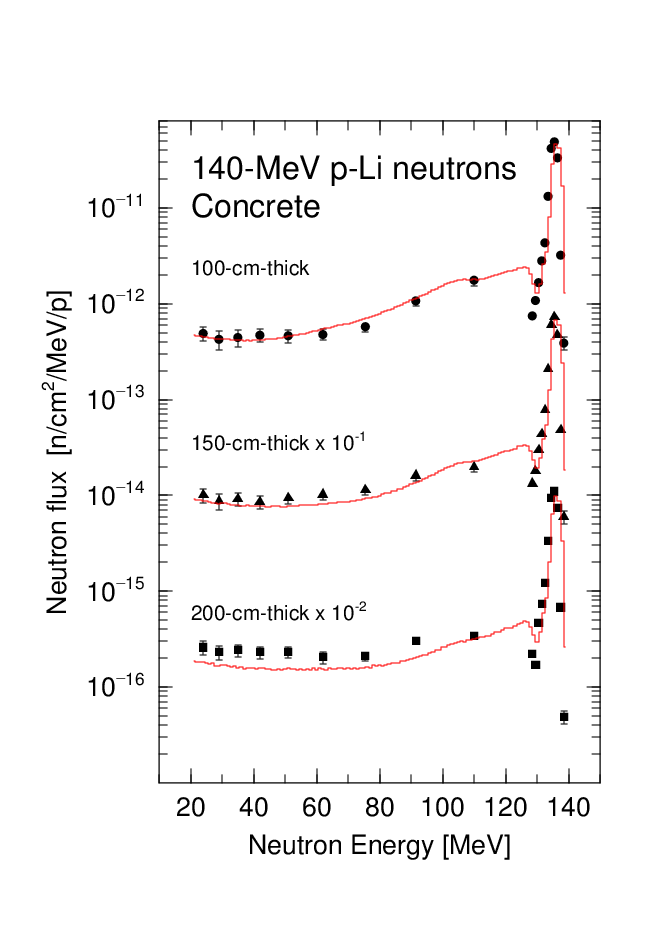 140-MeV p-Li neutrons
Concrete
100-cm-thick
150-cm-thick x 10⁻¹
200-cm-thick x 10⁻²
Neutron flux [n/cm²/MeV/p]
10⁻¹¹
10⁻¹²
10⁻¹³
10⁻¹⁴
10⁻¹⁵
10⁻¹⁶
20 40 60 80 100 120 140
Neutron Energy [MeV]